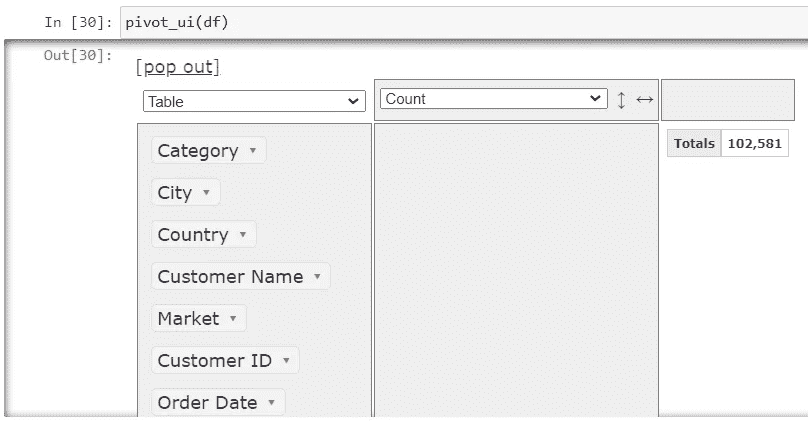 In [30]: pivot_ui(df)
Out[30]:
[pop out]
Table
Count ↕ ↔
Totals 102,581
Category ▾
City ▾
Country ▾
Customer Name ▾
Market ▾
Customer ID ▾
Order Date ▾